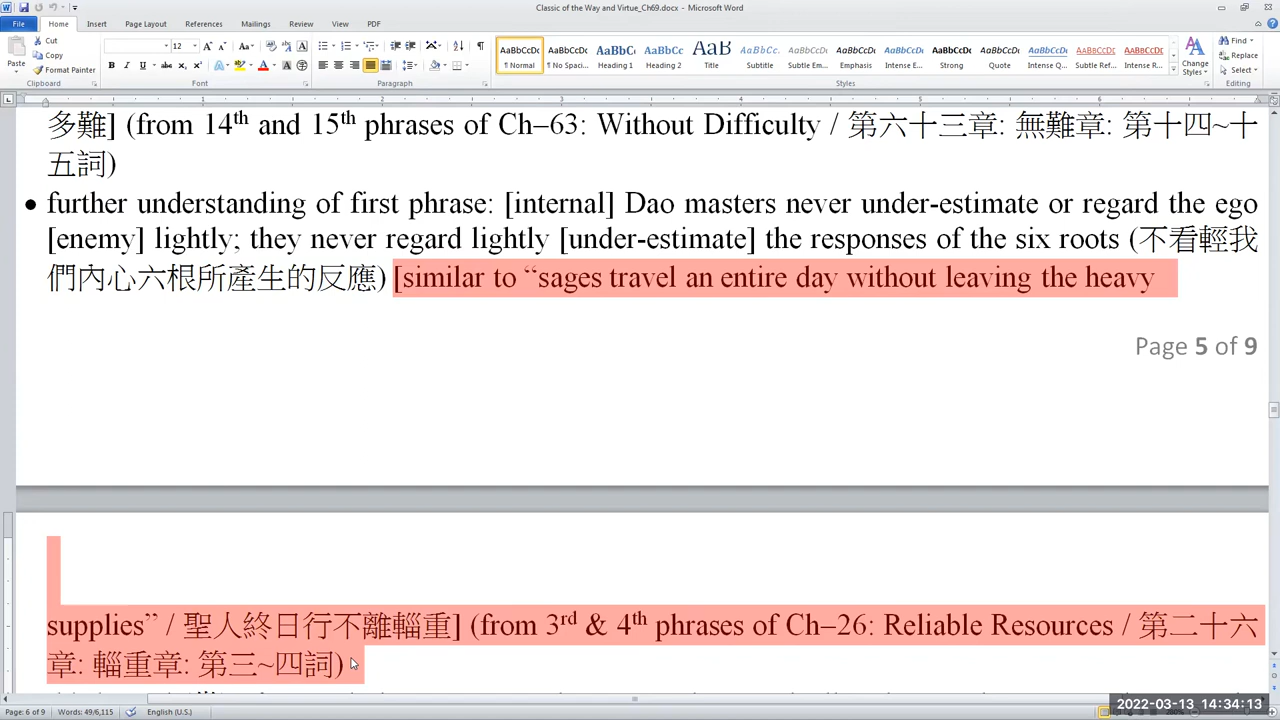 Classic of the Way and Virtue_Ch69.docx - Microsoft Word
File Home Insert Page Layout References Mailings Review View PDF
Paste Cut Copy Format Painter Clipboard
12 Font
Paragraph
AaBbCcDc ¶ Normal AaBbCcDc ¶ No Spaci... AaBbC Heading 1 AaBbCc Heading 2 AaB Title AaBbCc. Subtitle AaBbCcDc Subtle Em... AaBbCcDc Emphasis AaBbCcDc Intense E... AaBbCcDc Strong AaBbCcDc Quote AaBbCcDc Intense Q... AaBbCcDc Subtle Ref... AaBbCcDc Intense R... Change Styles Styles
Find Replace Select Editing
多難] (from 14th and 15th phrases of Ch–63: Without Difficulty / 第六十三章: 無難章: 第十四~十
五詞)
● further understanding of first phrase: [internal] Dao masters never under-estimate or regard the ego
[enemy] lightly; they never regard lightly [under-estimate] the responses of the six roots (不看輕我
們內心六根所產生的反應) [similar to “sages travel an entire day without leaving the heavy
Page 5 of 9
supplies” / 聖人終日行不離輜重] (from 3rd & 4th phrases of Ch–26: Reliable Resources / 第二十六
章: 輜重章: 第三~四詞)
Page: 6 of 9 Words: 49/6,115 English (U.S.)
2022-03-13 14:34:13